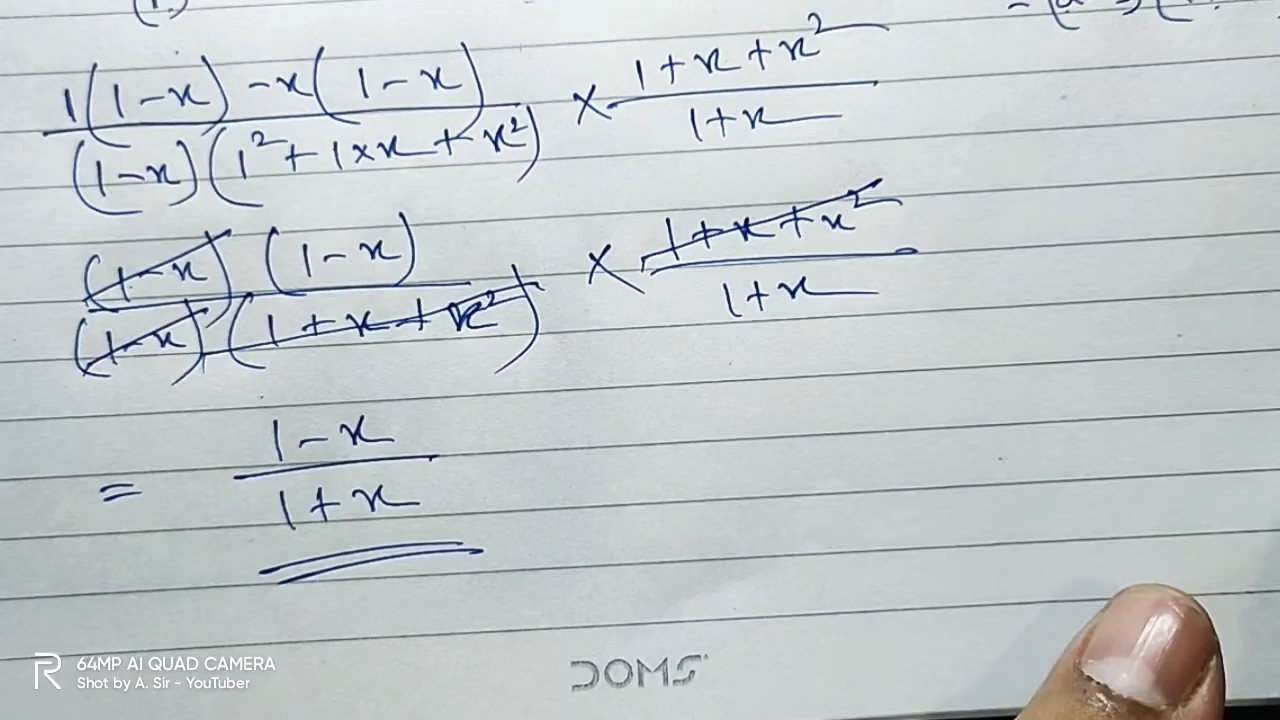 1(1-x) -x(1-x) / (1-x)(1²+1×x+x²) × 1+x+x² / 1+x
(1-x)(1-x) / (1-x)(1+x+x²) × 1+x+x² / 1+x
= 1-x / 1+x
DOMS
64MP AI QUAD CAMERA
Shot by A. Sir - YouTuber